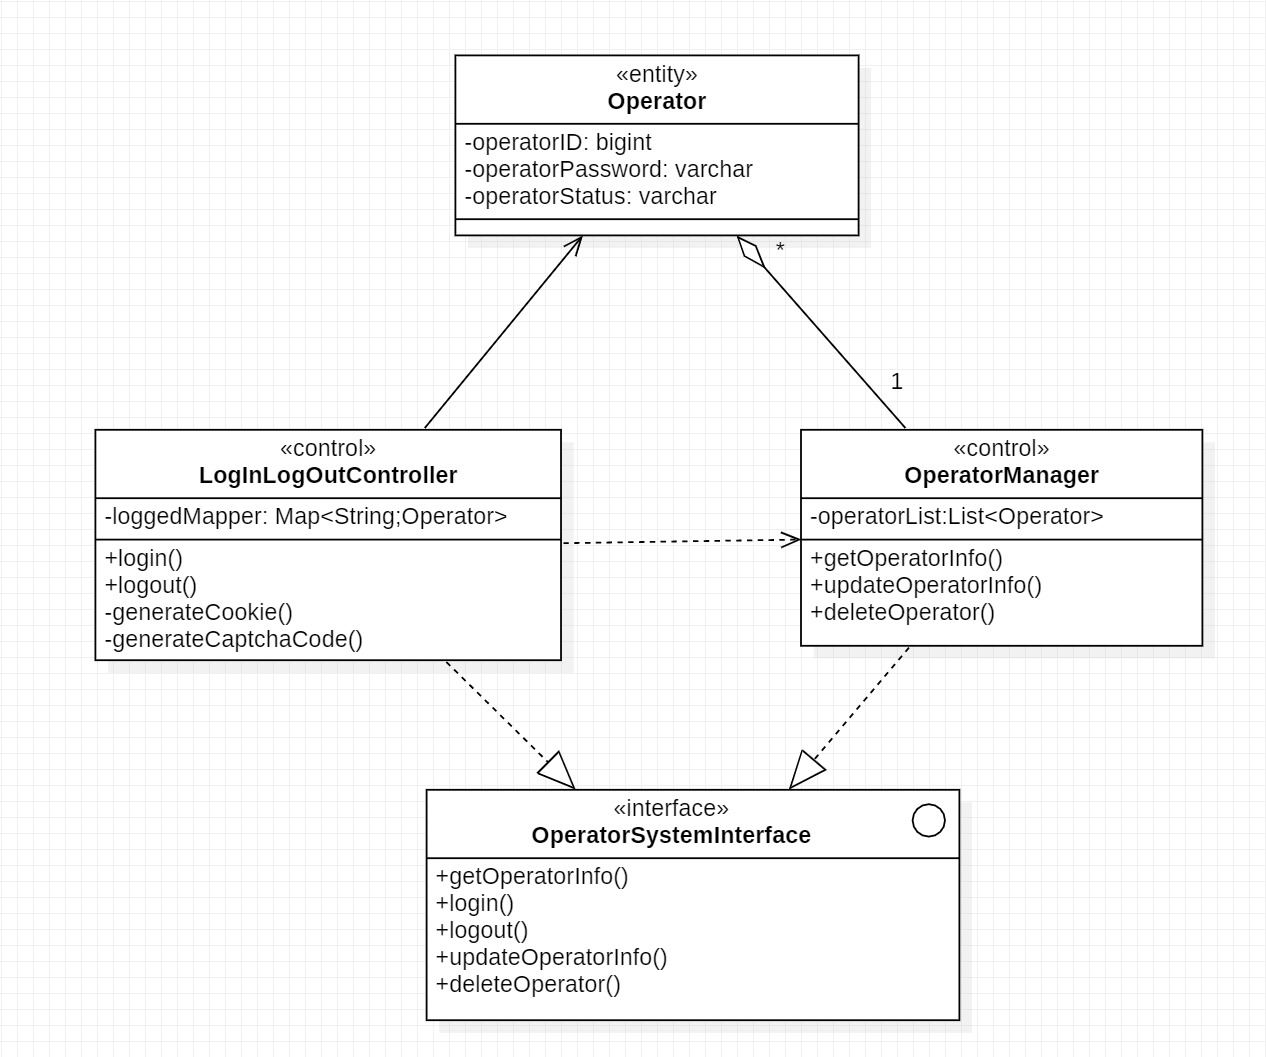 «entity»
Operator
-operatorID: bigint
-operatorPassword: varchar
-operatorStatus: varchar
*
1
«control»
LogInLogOutController
-loggedMapper: Map<String;Operator>
+login()
+logout()
-generateCookie()
-generateCaptchaCode()
«control»
OperatorManager
-operatorList:List<Operator>
+getOperatorInfo()
+updateOperatorInfo()
+deleteOperator()
«interface»
OperatorSystemInterface
+getOperatorInfo()
+login()
+logout()
+updateOperatorInfo()
+deleteOperator()